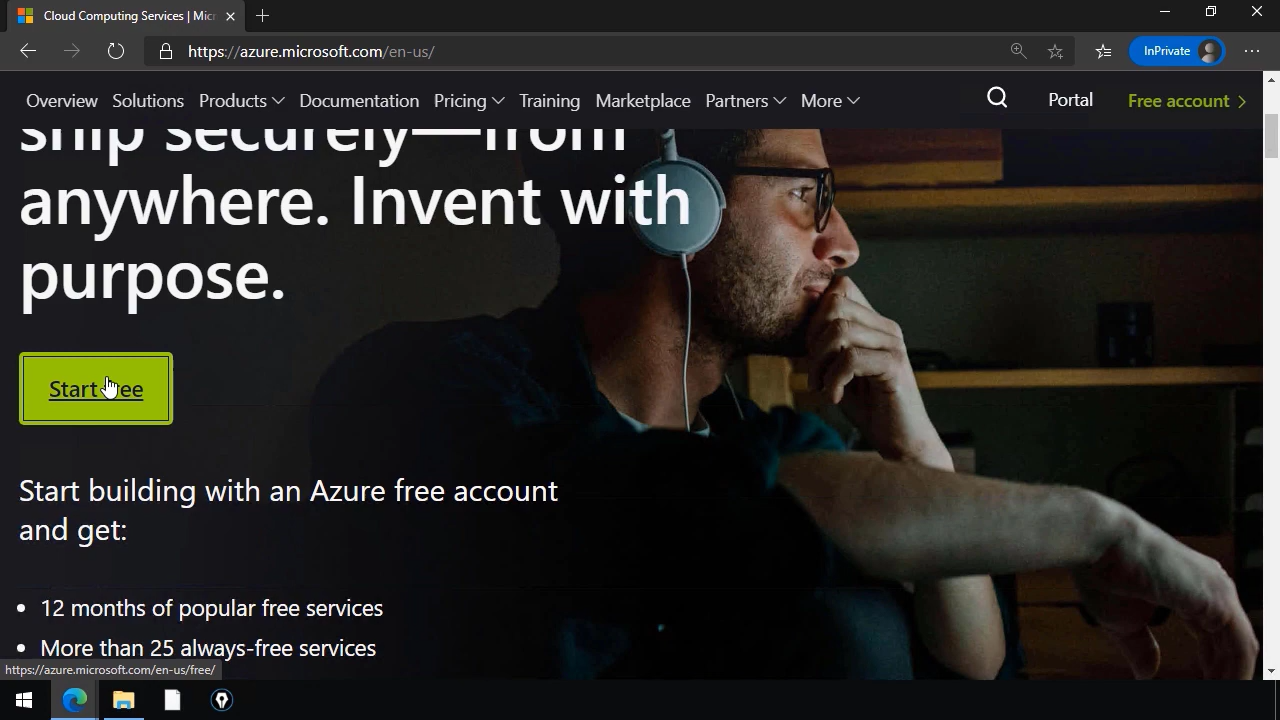 Cloud Computing Services | Mic
https://azure.microsoft.com/en-us/
InPrivate
Overview Solutions Products Documentation Pricing Training Marketplace Partners More Portal Free account
ship securely—from
anywhere. Invent with
purpose.
Start free
Start building with an Azure free account
and get:
12 months of popular free services
More than 25 always-free services
https://azure.microsoft.com/en-us/free/